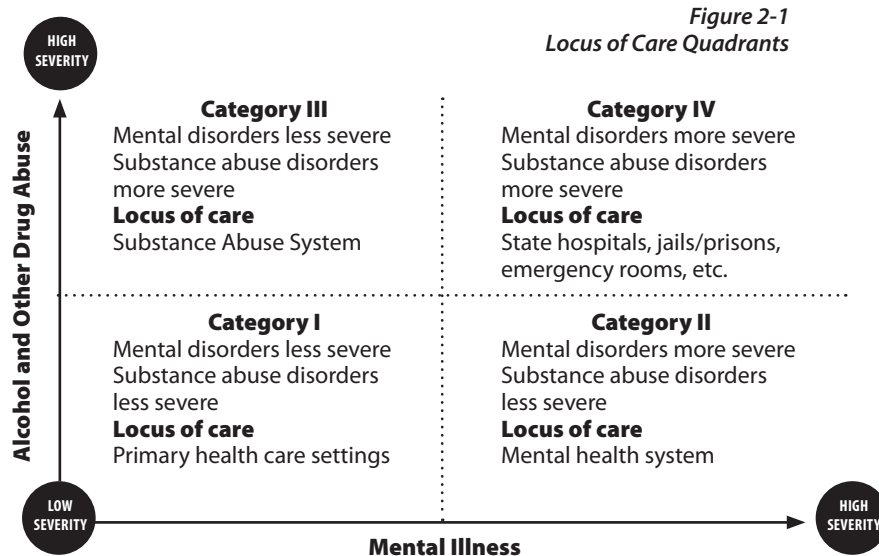 Figure 2-1
Locus of Care Quadrants
HIGH
SEVERITY
Alcohol and Other Drug Abuse
Category III
Mental disorders less severe
Substance abuse disorders
more severe
Locus of care
Substance Abuse System
Category IV
Mental disorders more severe
Substance abuse disorders
more severe
Locus of care
State hospitals, jails/prisons,
emergency rooms, etc.
Category I
Mental disorders less severe
Substance abuse disorders
less severe
Locus of care
Primary health care settings
Category II
Mental disorders more severe
Substance abuse disorders
less severe
Locus of care
Mental health system
LOW
SEVERITY
Mental Illness
HIGH
SEVERITY